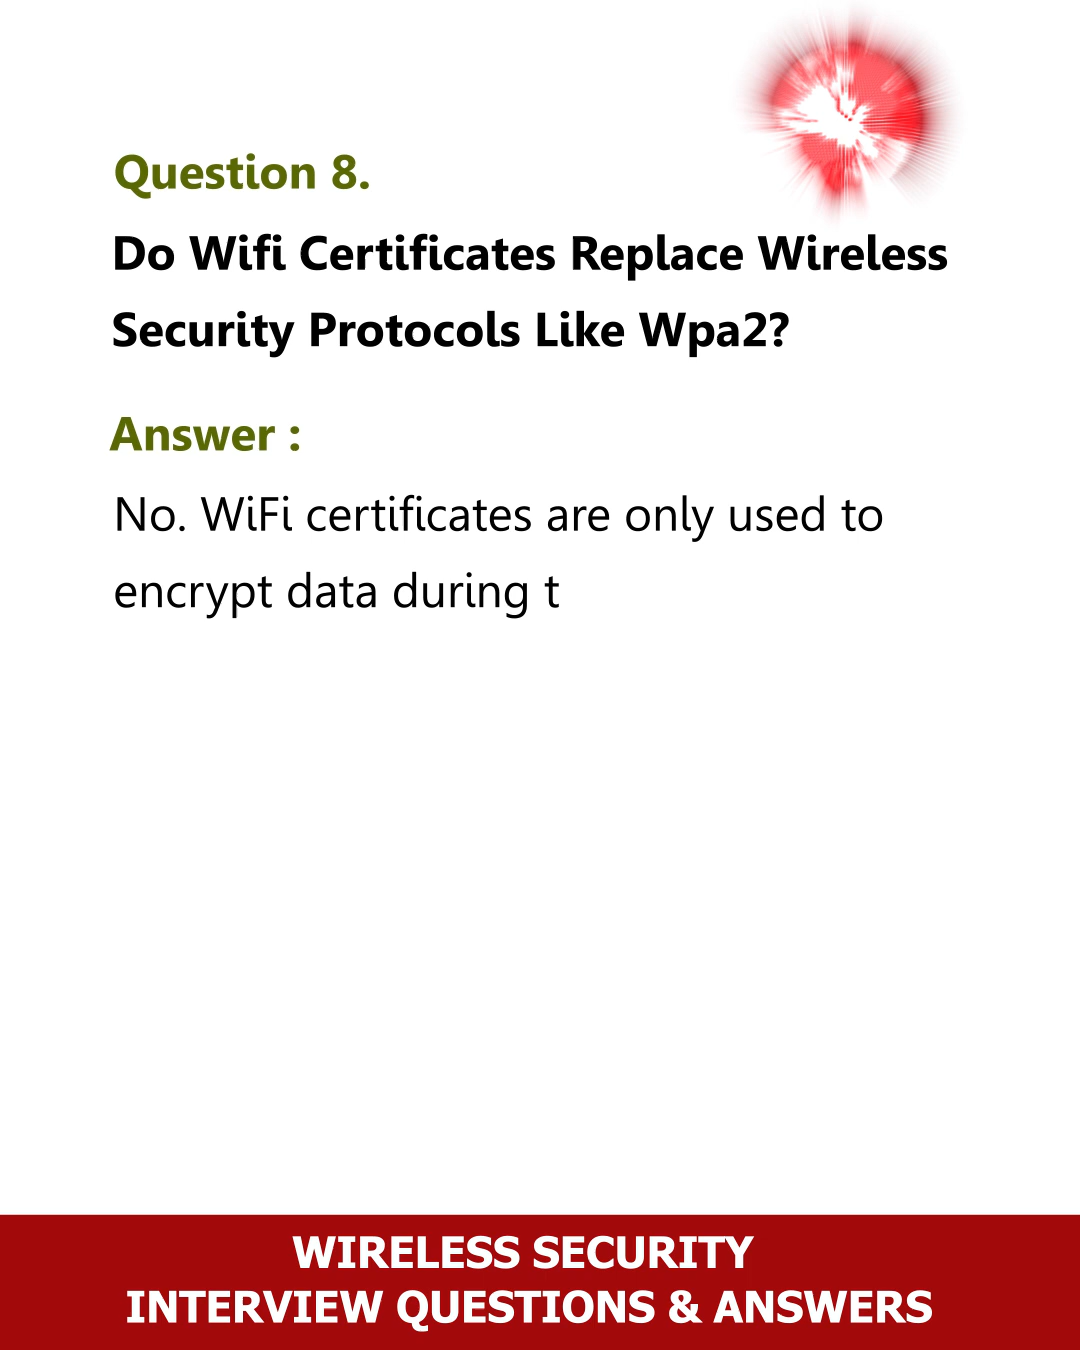 Question 8.
Do Wifi Certificates Replace Wireless
Security Protocols Like Wpa2?
Answer :
No. WiFi certificates are only used to
encrypt data during t
WIRELESS SECURITY
INTERVIEW QUESTIONS & ANSWERS